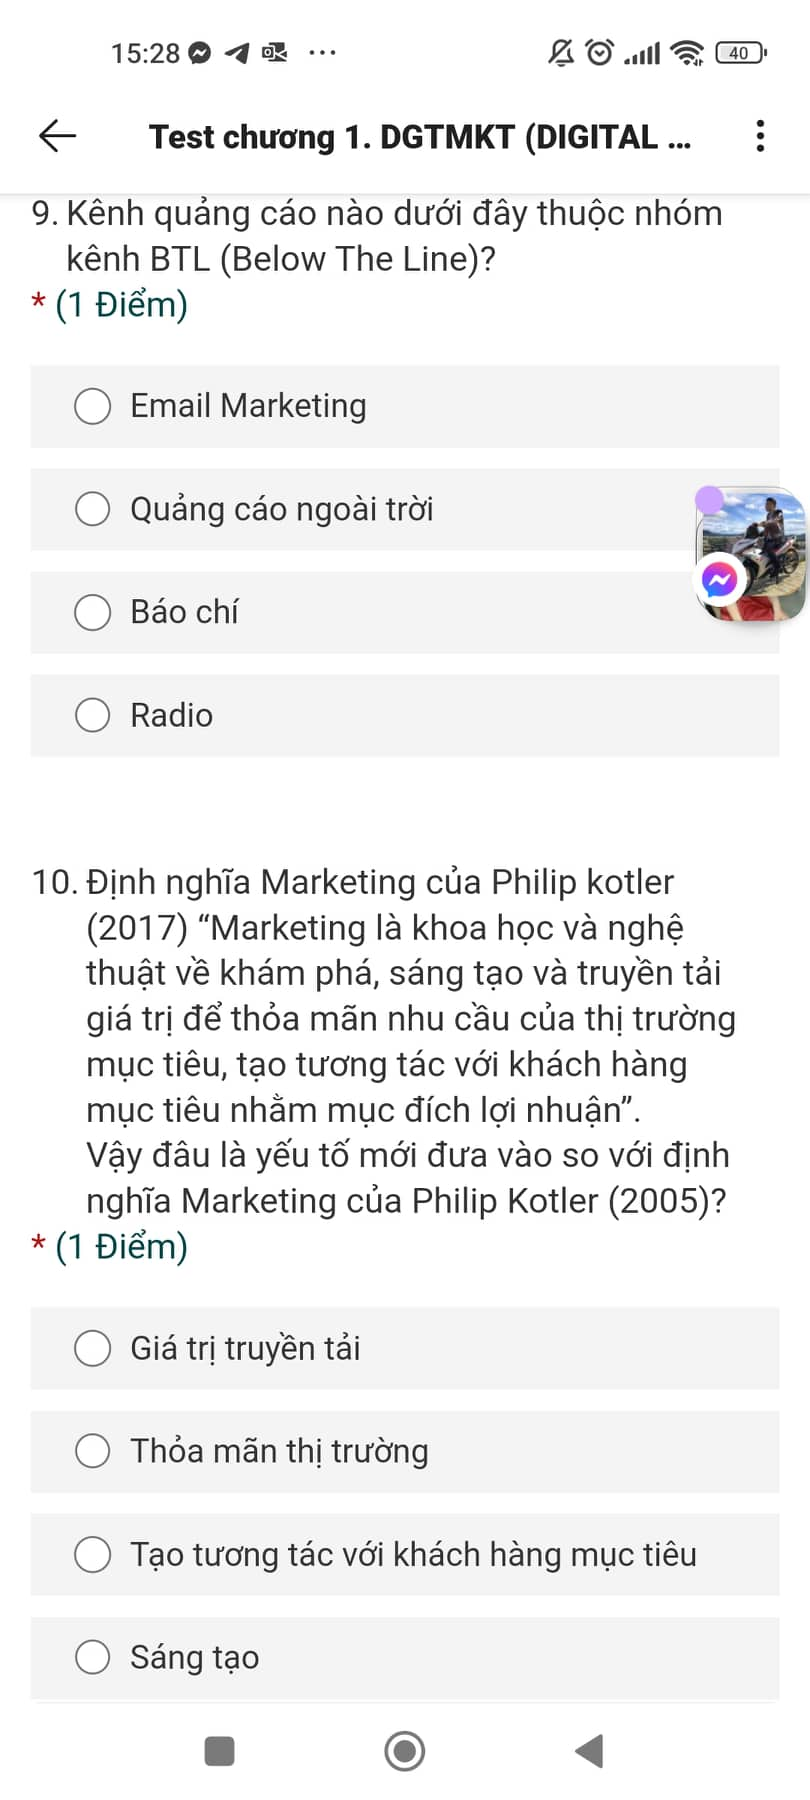 15:28
40
Test chương 1. DGTMKT (DIGITAL ...
9. Kênh quảng cáo nào dưới đây thuộc nhóm
kênh BTL (Below The Line)?
* (1 Điểm)
Email Marketing
Quảng cáo ngoài trời
Báo chí
Radio
10. Định nghĩa Marketing của Philip kotler
(2017) “Marketing là khoa học và nghệ
thuật về khám phá, sáng tạo và truyền tải
giá trị để thỏa mãn nhu cầu của thị trường
mục tiêu, tạo tương tác với khách hàng
mục tiêu nhằm mục đích lợi nhuận”.
Vậy đâu là yếu tố mới đưa vào so với định
nghĩa Marketing của Philip Kotler (2005)?
* (1 Điểm)
Giá trị truyền tải
Thỏa mãn thị trường
Tạo tương tác với khách hàng mục tiêu
Sáng tạo